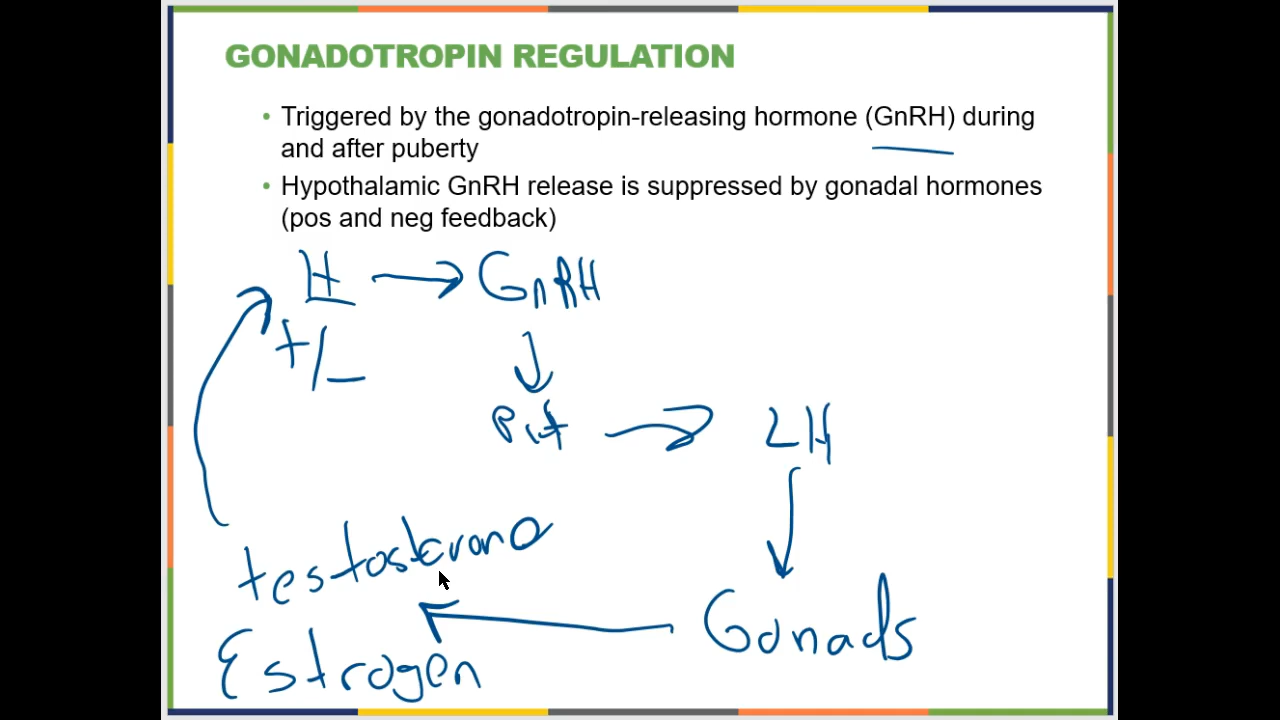 GONADOTROPIN REGULATION
• Triggered by the gonadotropin-releasing hormone (GnRH) during
and after puberty
• Hypothalamic GnRH release is suppressed by gonadal hormones
(pos and neg feedback)
H → GnRH
+/-
↓
Pit → LH
↓
testosterone
← Gonads
Estrogen